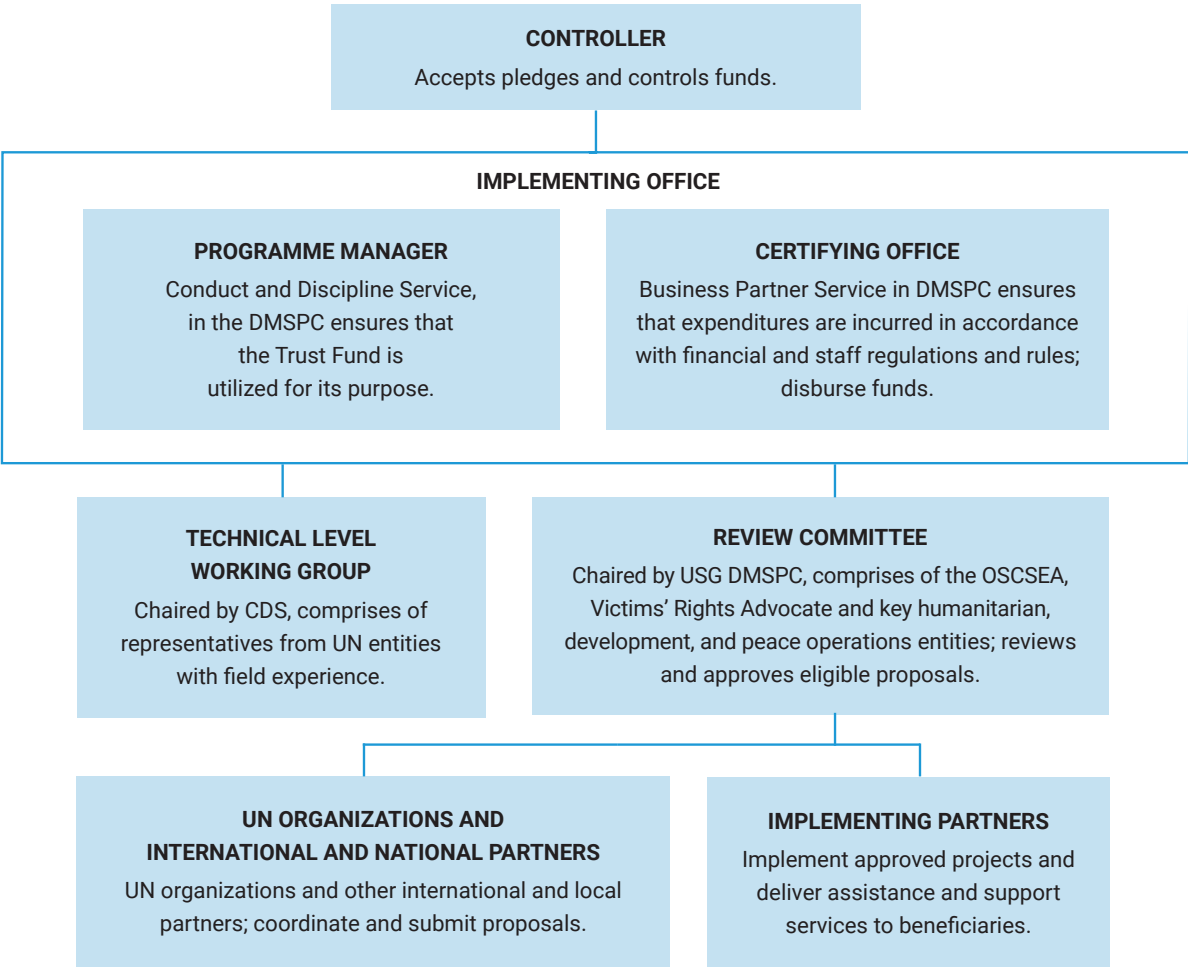 CONTROLLER
Accepts pledges and controls funds.
IMPLEMENTING OFFICE
PROGRAMME MANAGER
Conduct and Discipline Service,
in the DMSPC ensures that
the Trust Fund is
utilized for its purpose.
CERTIFYING OFFICE
Business Partner Service in DMSPC ensures
that expenditures are incurred in accordance
with financial and staff regulations and rules;
disburse funds.
TECHNICAL LEVEL
WORKING GROUP
Chaired by CDS, comprises of
representatives from UN entities
with field experience.
REVIEW COMMITTEE
Chaired by USG DMSPC, comprises of the OSCSEA,
Victims’ Rights Advocate and key humanitarian,
development, and peace operations entities; reviews
and approves eligible proposals.
UN ORGANIZATIONS AND
INTERNATIONAL AND NATIONAL PARTNERS
UN organizations and other international and local
partners; coordinate and submit proposals.
IMPLEMENTING PARTNERS
Implement approved projects and
deliver assistance and support
services to beneficiaries.